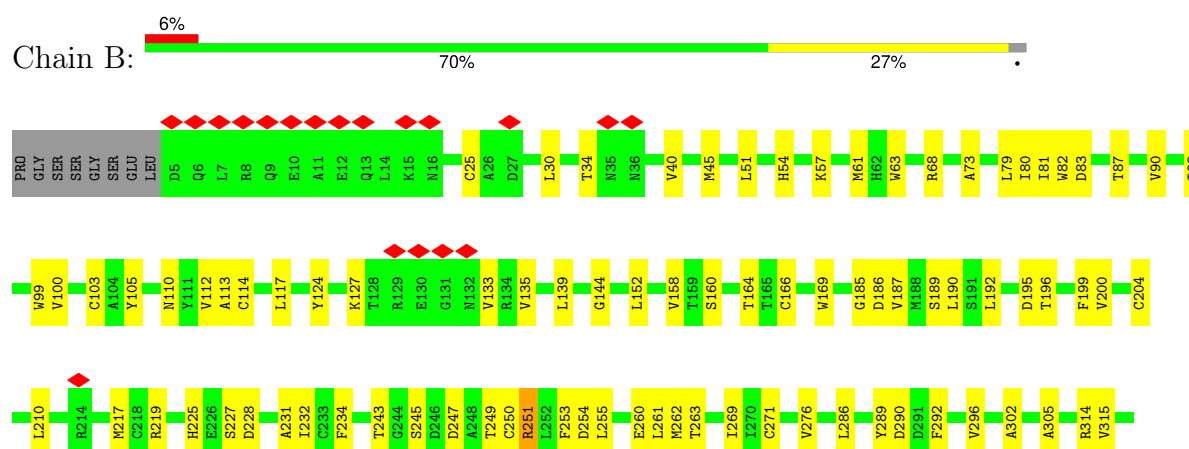 6%
Chain B:
70% 27% •
PRO GLY SER SER GLY SER GLU LEU D5 Q6 L7 R8 Q9 E10 A11 E12 Q13 L14 K15 N16 C25 A26 D27 L30 T34 N35 N36 V40 M45 L51 H54 K57 M61 H62 W63 R68 A73 L79 I80 I81 W82 D83 T87 V90
W99 V100 C103 A104 Y105 N110 Y111 V112 A113 C114 L117 Y124 K127 T128 R129 E130 G131 N132 V133 R134 V135 L139 G144 L152 V158 T159 S160 T164 T165 C166 W169 G185 D186 V187 M188 S189 L190 S191 L192 D195 T196 F199 V200 C204
L210 R214 M217 C218 R219 H225 E226 S227 D228 A231 I232 C233 F234 T243 G244 S245 D246 D247 A248 T249 C250 R251 L252 F253 D254 L255 E260 L261 M262 T263 I269 I270 C271 V276 L286 Y289 D290 D291 F292 V296 A302 A305 R314 V315